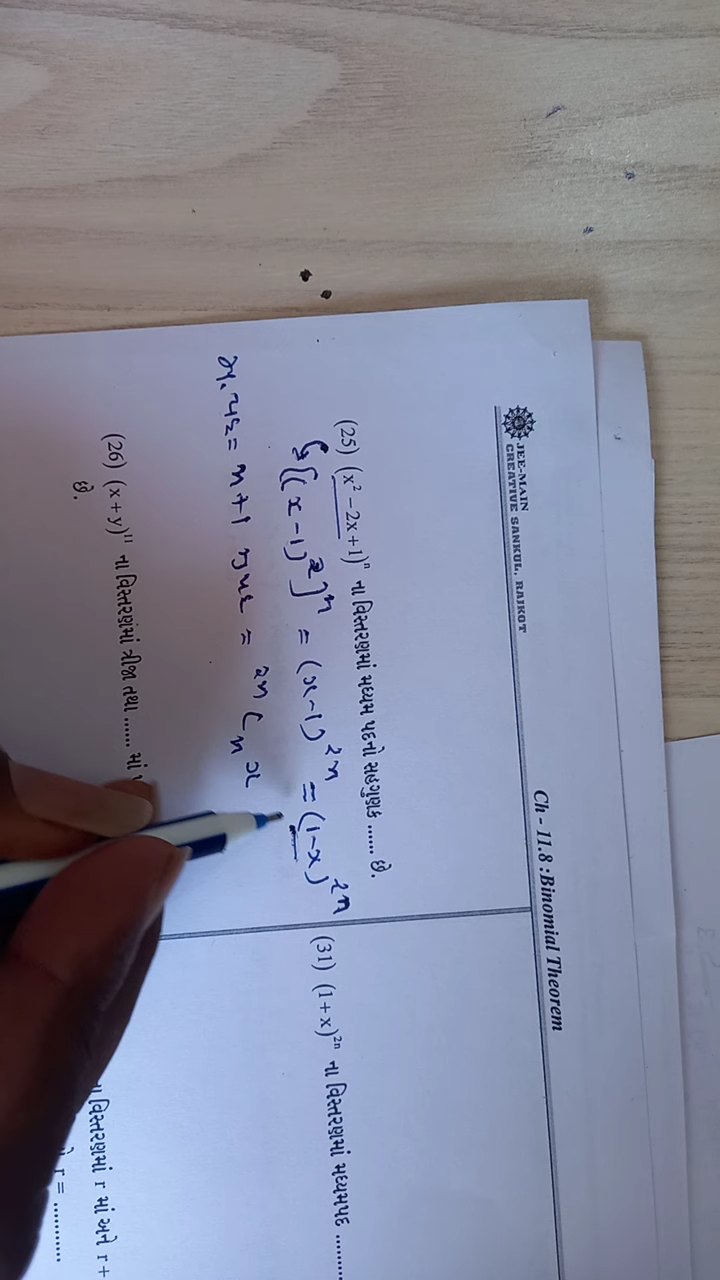 JEE-MAIN
CREATIVE SANKUL, RAJKOT
Ch - 11.8 : Binomial Theorem
(25) (x² – 2x + 1)ⁿ ના વિસ્તરણમાં મધ્યમ પદનો સહગુણક ...... છે.
[(x-1)²]ⁿ = (x-1)²ⁿ = (1-x)²ⁿ
મ.પદ = n+1 મુ પદ = 2nCn x
(26) (x + y)¹¹ ના વિસ્તરણમાં ત્રીજા તથા ...... માં
છે.
(31) (1 + x)²ⁿ ના વિસ્તરણમાં મધ્યમપદ ............
વિસ્તરણમાં r માં અને r +
r = ............